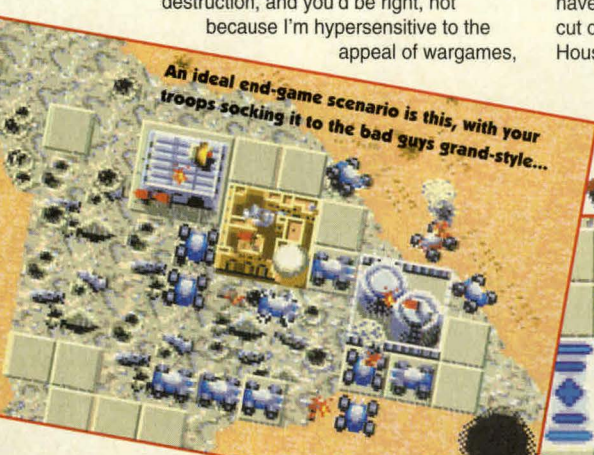 destruction, and you'd be right, not
because I'm hypersensitive to the
appeal of wargames,
have
cut o
Hous
An ideal end-game scenario is this, with your
troops socking it to the bad guys grand-style...